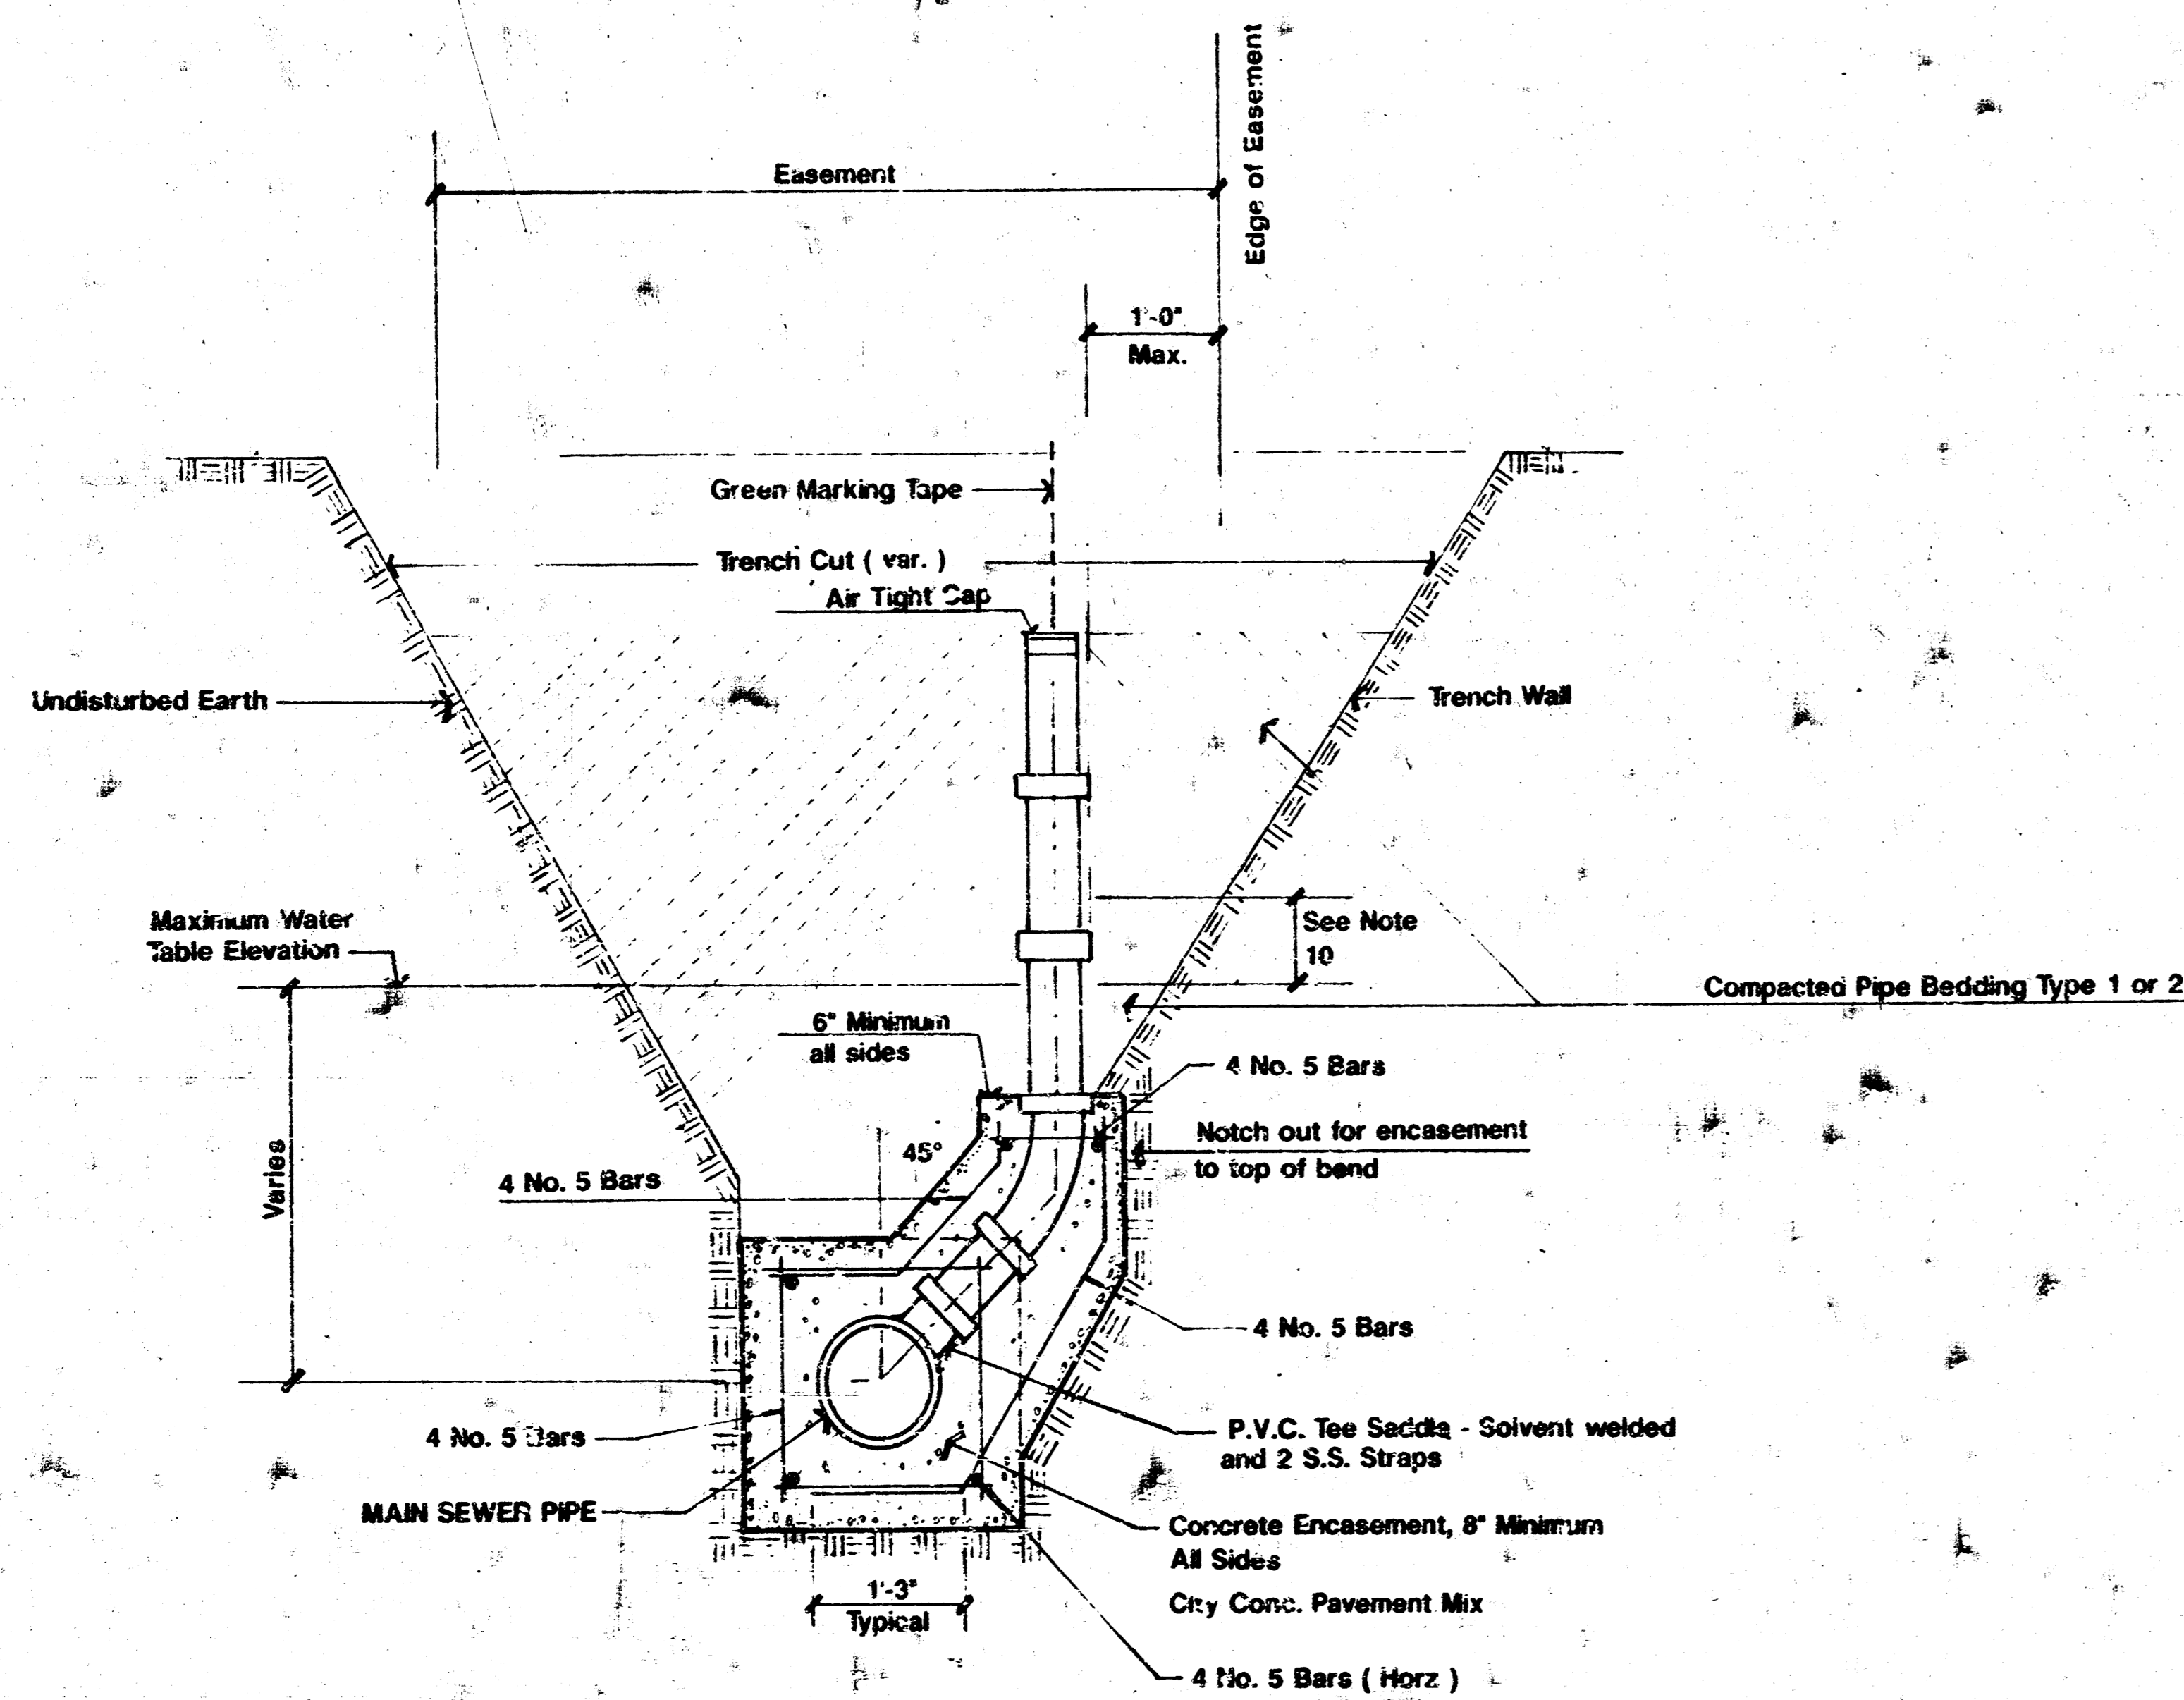 Edge of Easement
Easement
1'-0"
Max.
Green Marking Tape
Trench Cut ( var. )
Air Tight Cap
Undisturbed Earth
Trench Wall
Maximum Water
Table Elevation
See Note
10
Compacted Pipe Bedding Type 1 or 2
6" Minimum
all sides
4 No. 5 Bars
Notch out for encasement
to top of bend
45°
4 No. 5 Bars
Varies
4 No. 5 Bars
4 No. 5 Bars
P.V.C. Tee Saddle - Solvent welded
and 2 S.S. Straps
MAIN SEWER PIPE
Concrete Encasement, 8" Minimum
All Sides
City Conc. Pavement Mix
1'-3"
Typical
4 No. 5 Bars ( Horz )